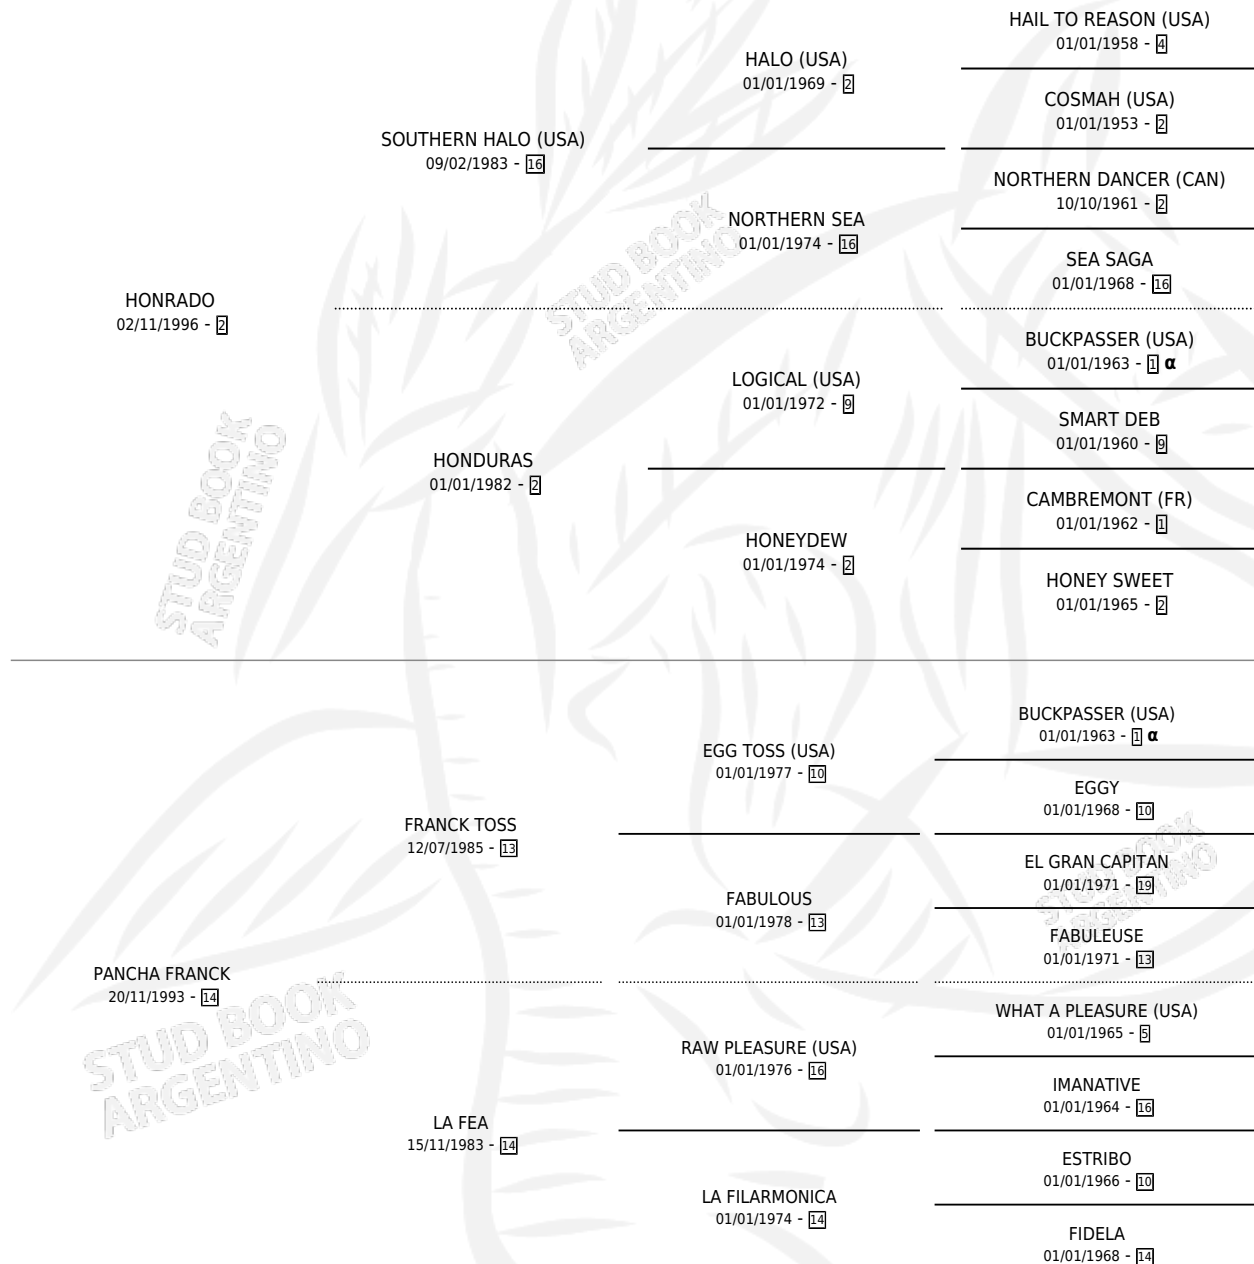 HAIL TO REASON (USA)
01/01/1958 - 4
HALO (USA)
01/01/1969 - 2
COSMAH (USA)
01/01/1953 - 2
SOUTHERN HALO (USA)
09/02/1983 - 16
NORTHERN DANCER (CAN)
10/10/1961 - 2
NORTHERN SEA
01/01/1974 - 16
SEA SAGA
01/01/1968 - 16
STUD BOOK
ARGENTINO
HONRADO
02/11/1996 - 2
BUCKPASSER (USA)
01/01/1963 - 1 α
LOGICAL (USA)
01/01/1972 - 9
SMART DEB
01/01/1960 - 9
HONDURAS
01/01/1982 - 2
CAMBREMONT (FR)
01/01/1962 - 1
HONEYDEW
01/01/1974 - 2
HONEY SWEET
01/01/1965 - 2
STUD BOOK
ARGENTINO
BUCKPASSER (USA)
01/01/1963 - 1 α
EGG TOSS (USA)
01/01/1977 - 10
EGGY
01/01/1968 - 10
FRANCK TOSS
12/07/1985 - 13
EL GRAN CAPITAN
01/01/1971 - 19
FABULOUS
01/01/1978 - 13
FABULEUSE
01/01/1971 - 13
STUD BOOK
ARGENTINO
PANCHA FRANCK
20/11/1993 - 14
WHAT A PLEASURE (USA)
01/01/1965 - 5
RAW PLEASURE (USA)
01/01/1976 - 16
IMANATIVE
01/01/1964 - 16
STUD BOOK
ARGENTINO
LA FEA
15/11/1983 - 14
ESTRIBO
01/01/1966 - 10
LA FILARMONICA
01/01/1974 - 14
FIDELA
01/01/1968 - 14